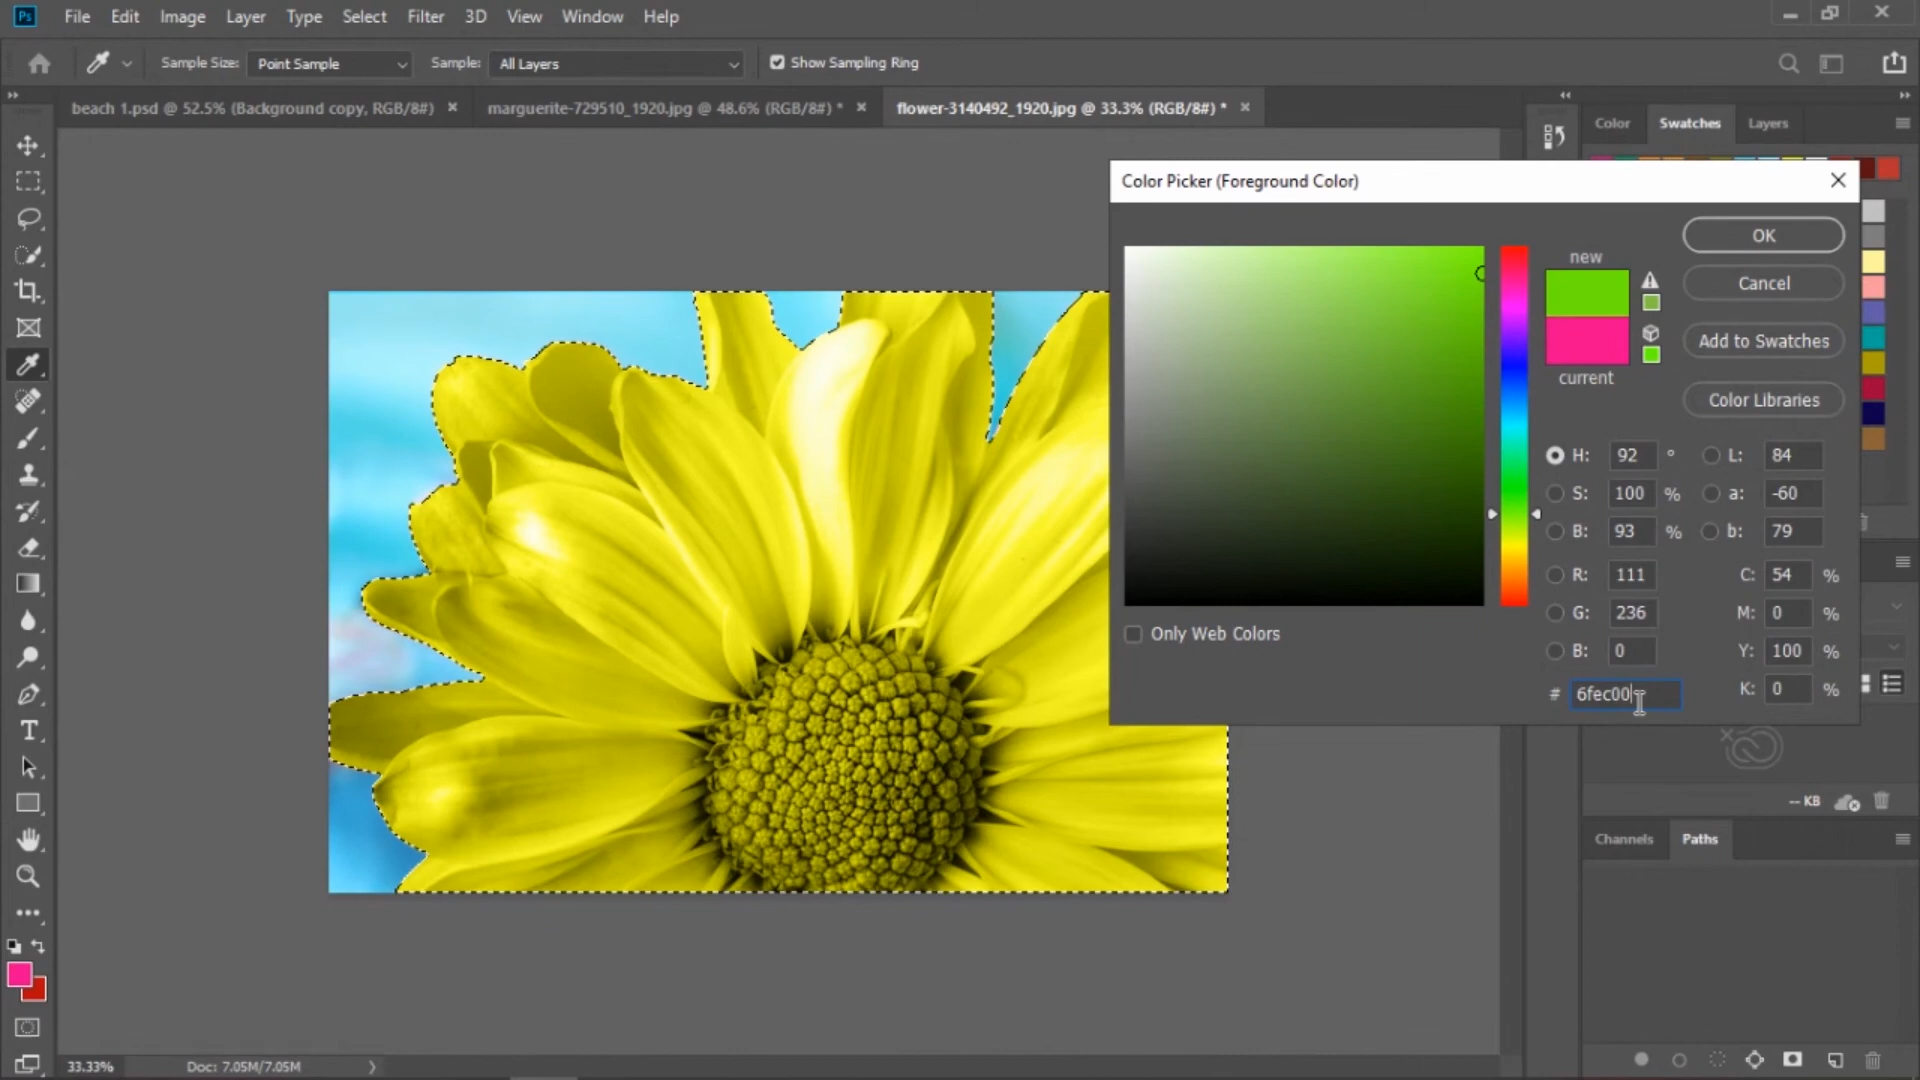 Ps File Edit Image Layer Type Select Filter 3D View Window Help
Sample Size: Point Sample Sample: All Layers Show Sampling Ring
beach 1.psd @ 52.5% (Background copy, RGB/8#) marguerite-729510_1920.jpg @ 48.6% (RGB/8#) * flower-3140492_1920.jpg @ 33.3% (RGB/8#) *
Color Swatches Layers
Color Picker (Foreground Color)
new
current
OK
Cancel
Add to Swatches
Color Libraries
H: 92 ° L: 84
S: 100 % a: -60
B: 93 % b: 79
R: 111 C: 54 %
G: 236 M: 0 %
B: 0 Y: 100 %
# 6fec00 K: 0 %
Only Web Colors
-- KB
Channels Paths
33.33% Doc: 7.05M/7.05M